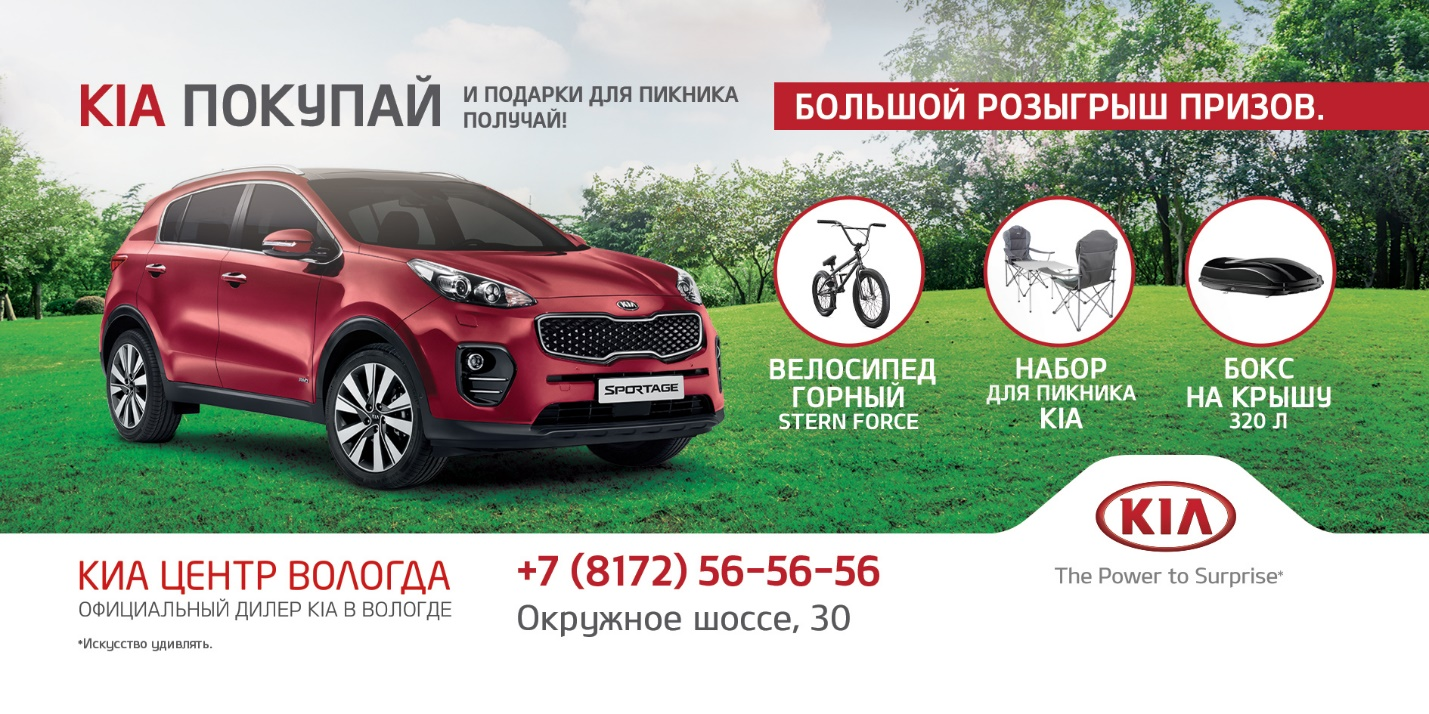 KIA ПОКУПАЙ
И ПОДАРКИ ДЛЯ ПИКНИКА
ПОЛУЧАЙ!
БОЛЬШОЙ РОЗЫГРЫШ ПРИЗОВ.
ВЕЛОСИПЕД
ГОРНЫЙ
STERN FORCE
НАБОР
ДЛЯ ПИКНИКА
KIA
БОКС
НА КРЫШУ
320 Л
KIA
SPORTAGE
KIA
The Power to Surprise*
КИА ЦЕНТР ВОЛОГДА
ОФИЦИАЛЬНЫЙ ДИЛЕР KIA В ВОЛОГДЕ
*Искусство удивлять.
+7 (8172) 56-56-56
Окружное шоссе, 30